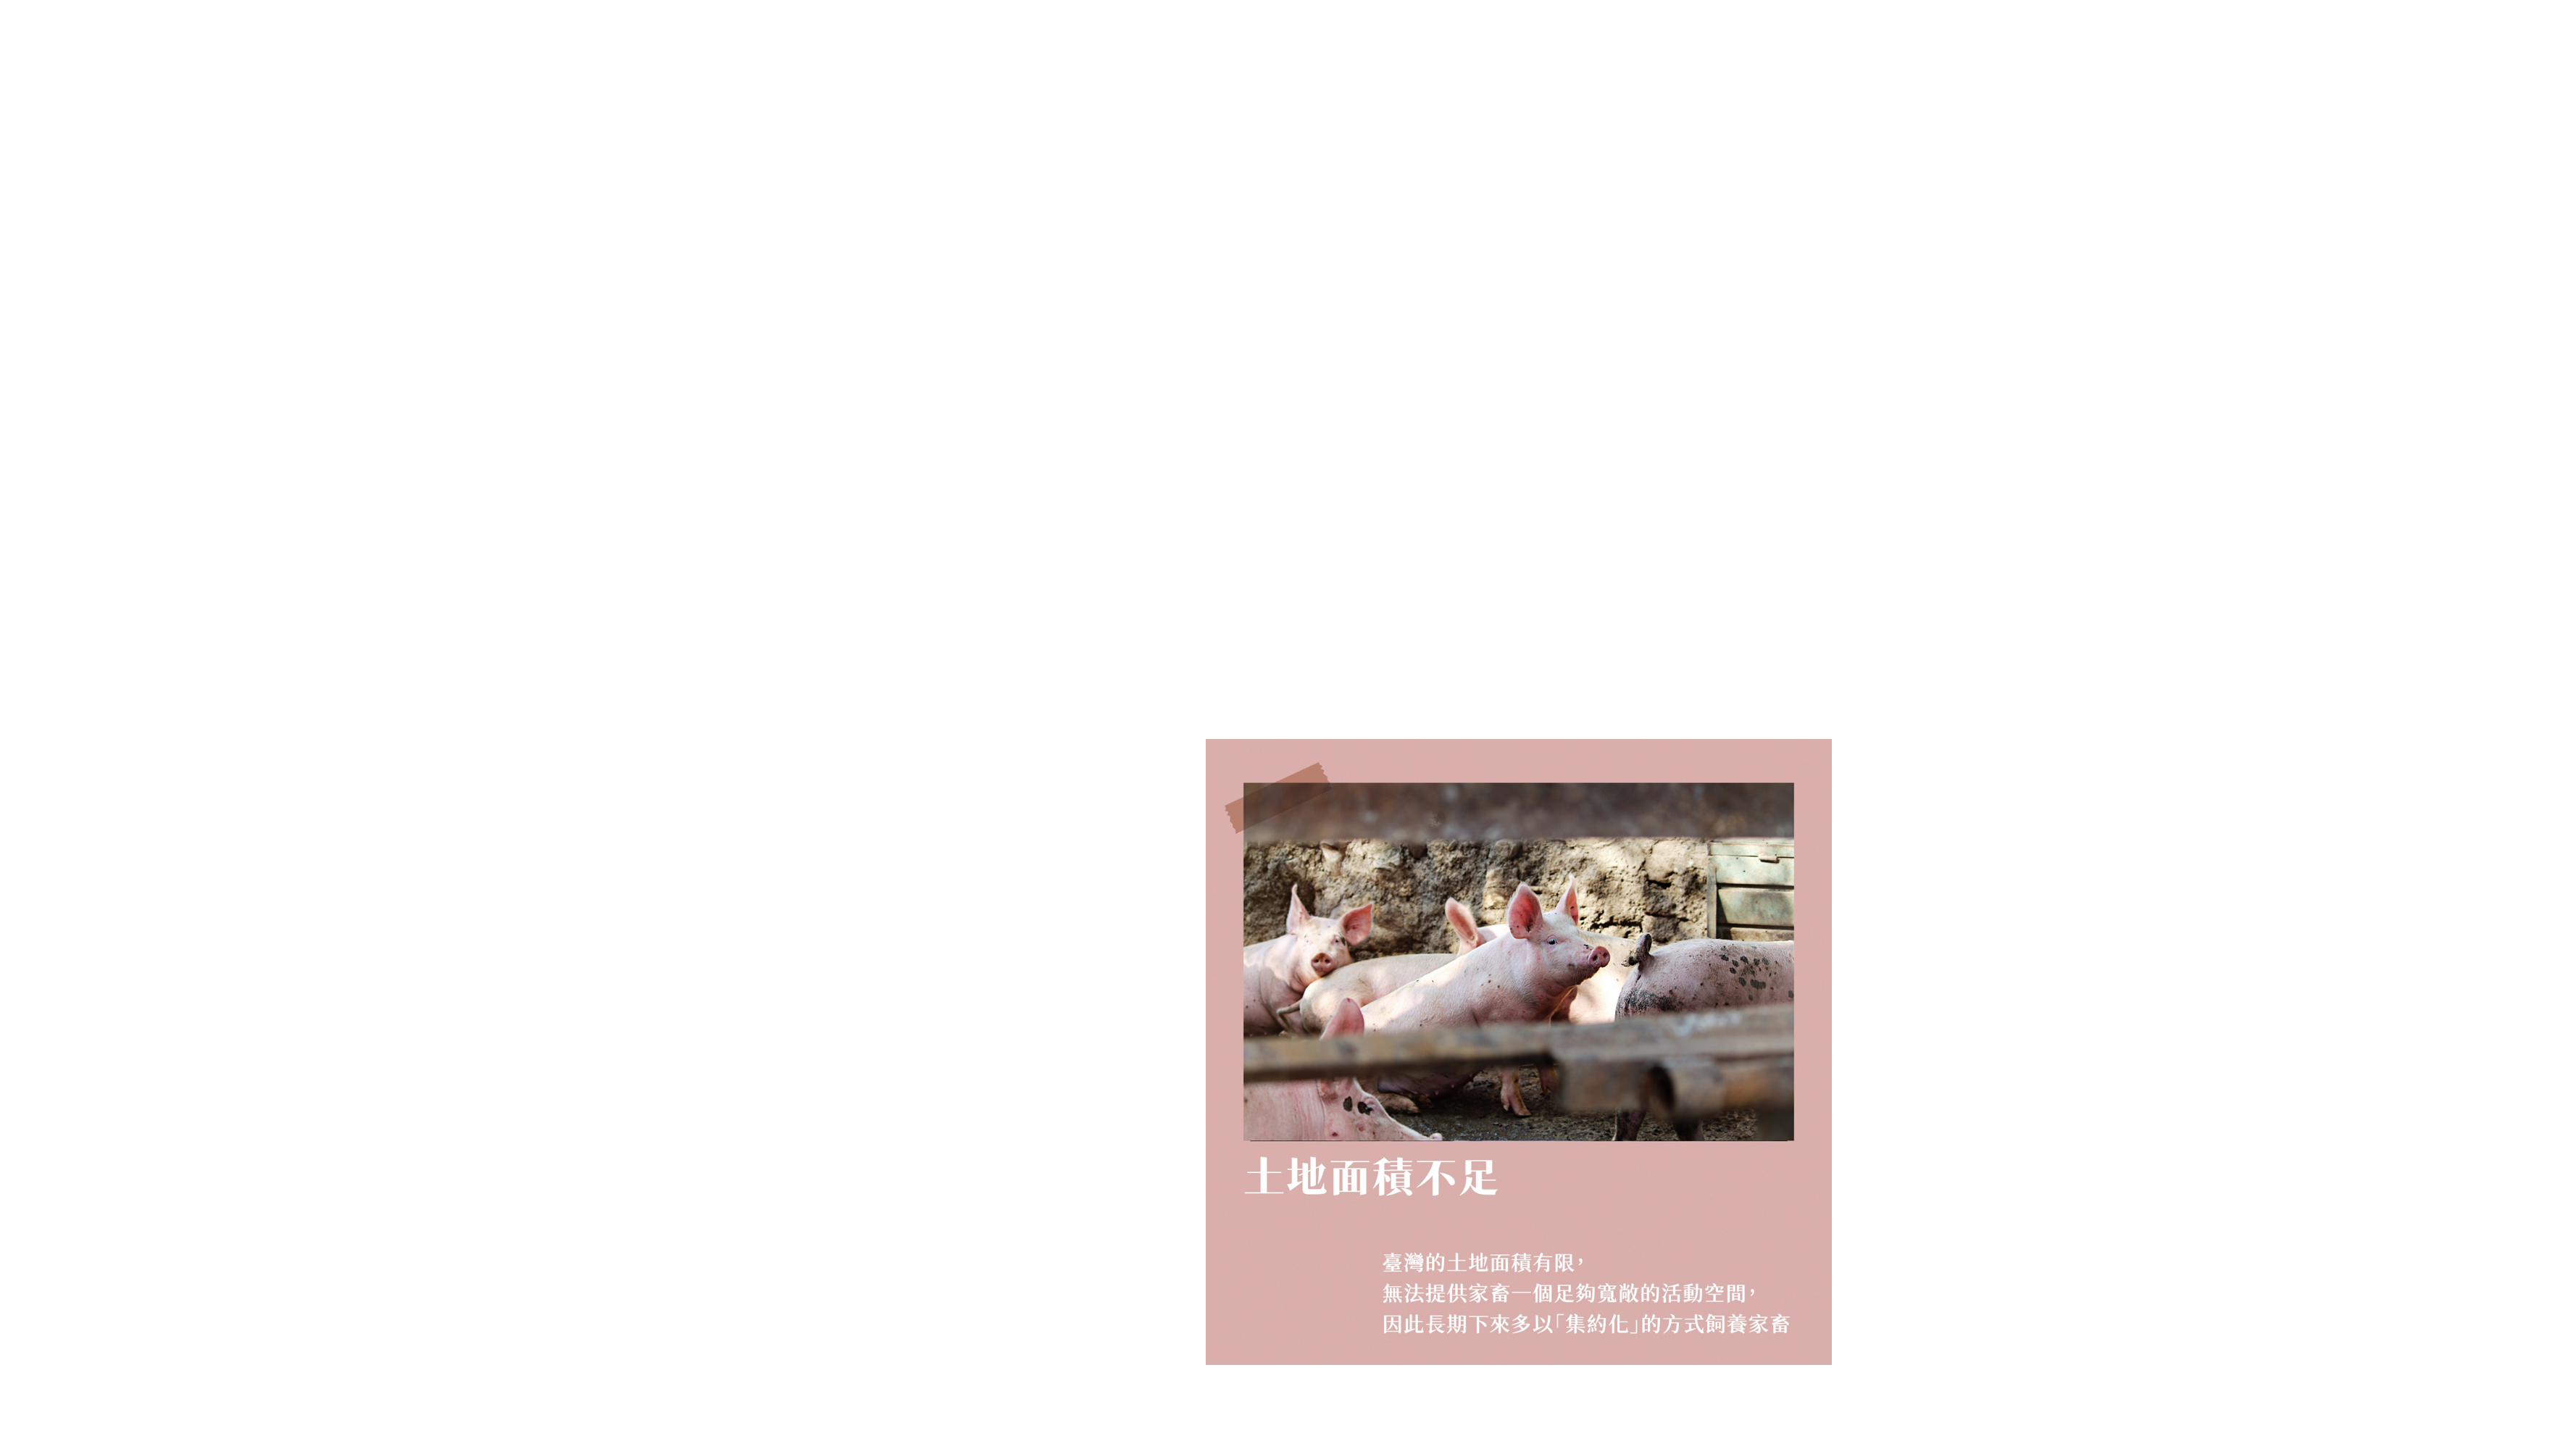 土地面積不足
臺灣的土地面積有限，
無法提供家畜一個足夠寬敞的活動空間，
因此長期下來多以「集約化」的方式飼養家畜